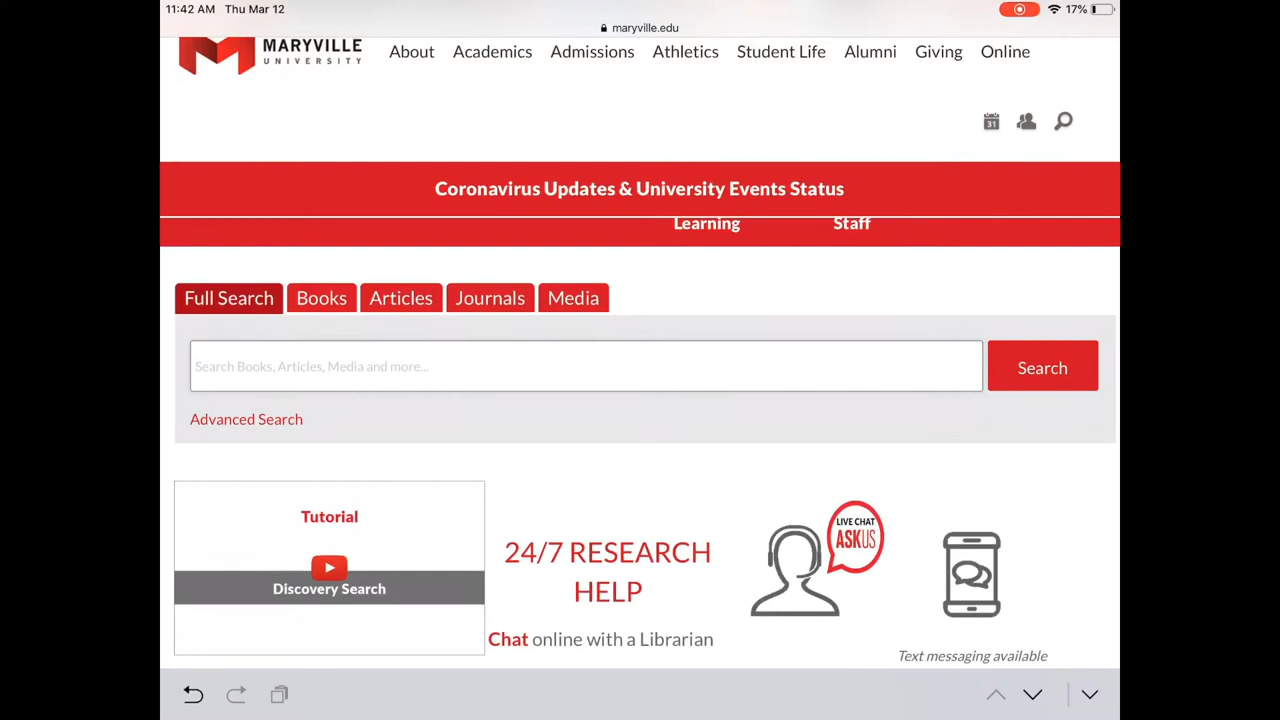 11:42 AM Thu Mar 12 17%
maryville.edu
MARYVILLE
UNIVERSITY
About Academics Admissions Athletics Student Life Alumni Giving Online
31
Coronavirus Updates & University Events Status
Learning Staff
Full Search Books Articles Journals Media
Search Books, Articles, Media and more...
Search
Advanced Search
Tutorial
Discovery Search
24/7 RESEARCH
HELP
Chat online with a Librarian
LIVE CHAT
ASKUS
Text messaging available